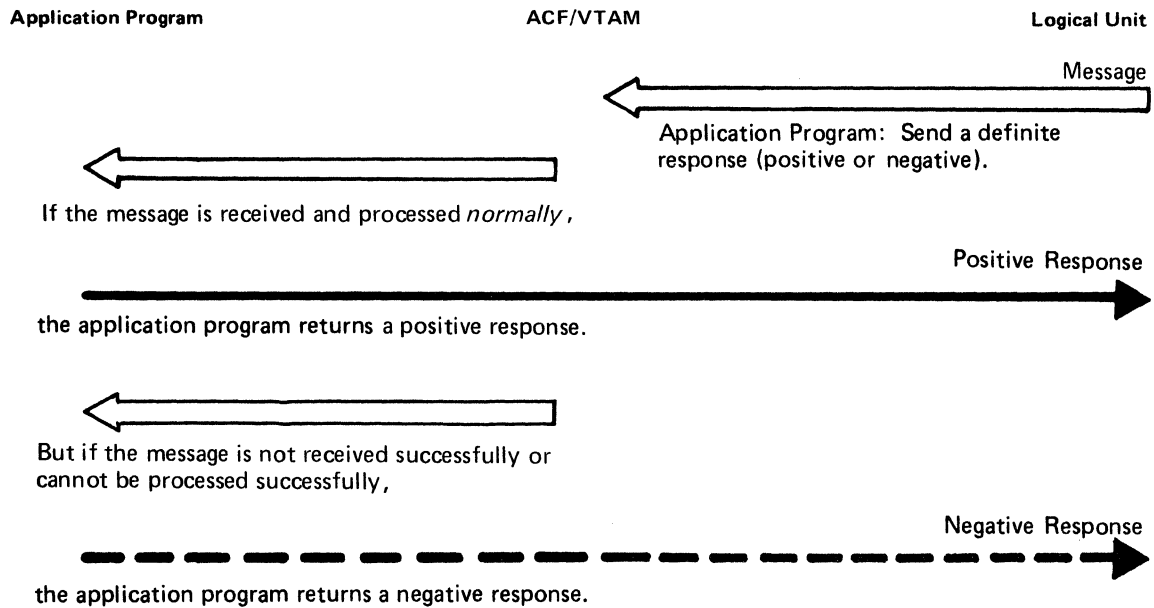 Application Program ACF/VTAM Logical Unit
Message
Application Program: Send a definite
response (positive or negative).
If the message is received and processed normally,
Positive Response
the application program returns a positive response.
But if the message is not received successfully or
cannot be processed successfully,
Negative Response
the application program returns a negative response.